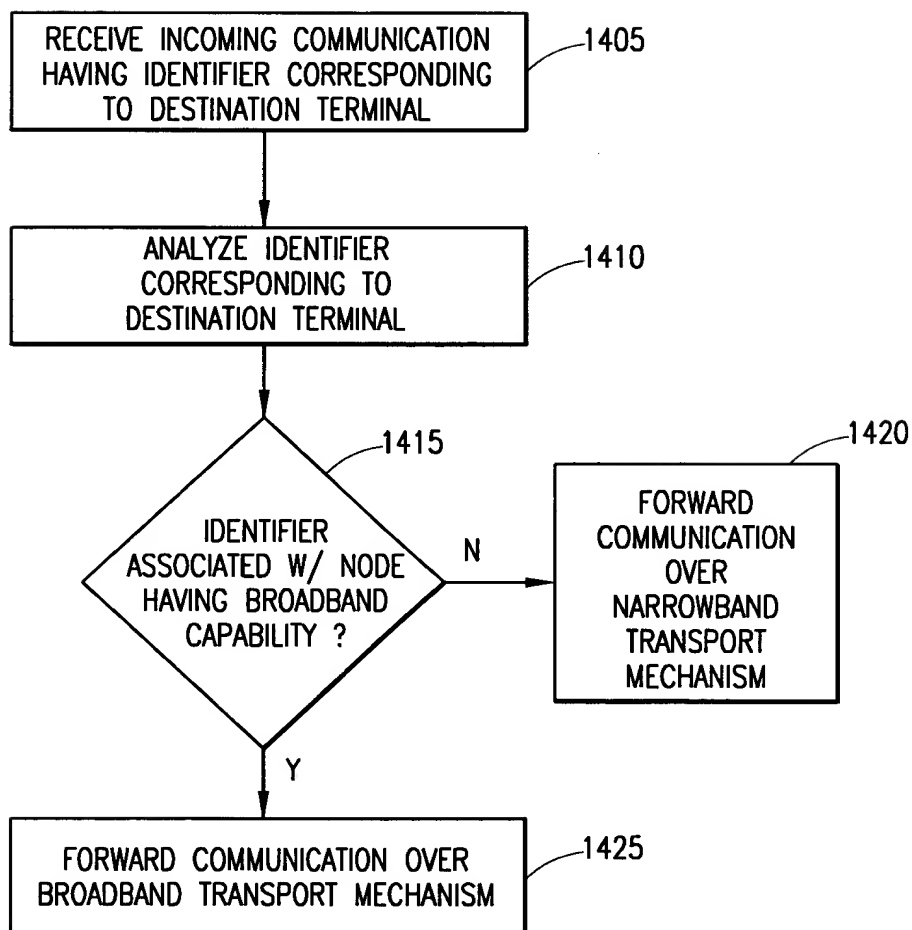 RECEIVE INCOMING COMMUNICATION
HAVING IDENTIFIER CORRESPONDING
TO DESTINATION TERMINAL
1405
ANALYZE IDENTIFIER
CORRESPONDING TO
DESTINATION TERMINAL
1410
IDENTIFIER
ASSOCIATED W/ NODE
HAVING BROADBAND
CAPABILITY ?
1415
N
FORWARD
COMMUNICATION
OVER
NARROWBAND
TRANSPORT
MECHANISM
1420
Y
FORWARD COMMUNICATION OVER
BROADBAND TRANSPORT MECHANISM
1425